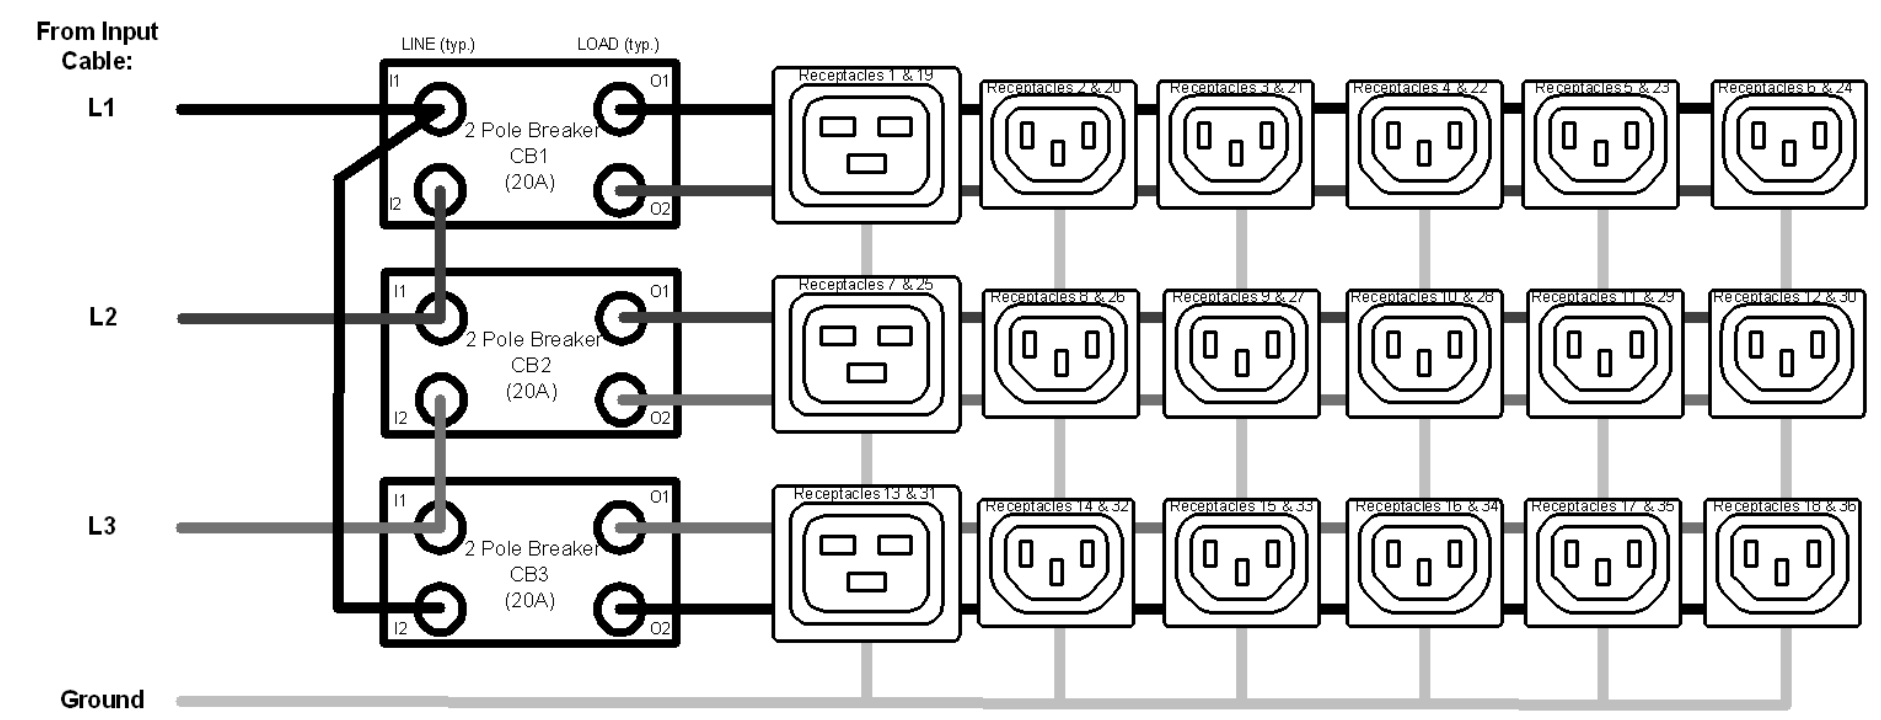 From Input
Cable:
LINE (typ.)
LOAD (typ.)
L1
I1
O1
2 Pole Breaker
CB1
(20A)
I2
O2
Receptacles 1 & 19
Receptacles 2 & 20
Receptacles 3 & 21
Receptacles 4 & 22
Receptacles 5 & 23
Receptacles 6 & 24
L2
I1
O1
2 Pole Breaker
CB2
(20A)
I2
O2
Receptacles 7 & 25
Receptacles 8 & 26
Receptacles 9 & 27
Receptacles 10 & 28
Receptacles 11 & 29
Receptacles 12 & 30
L3
I1
O1
2 Pole Breaker
CB3
(20A)
I2
O2
Receptacles 13 & 31
Receptacles 14 & 32
Receptacles 15 & 33
Receptacles 16 & 34
Receptacles 17 & 35
Receptacles 18 & 36
Ground